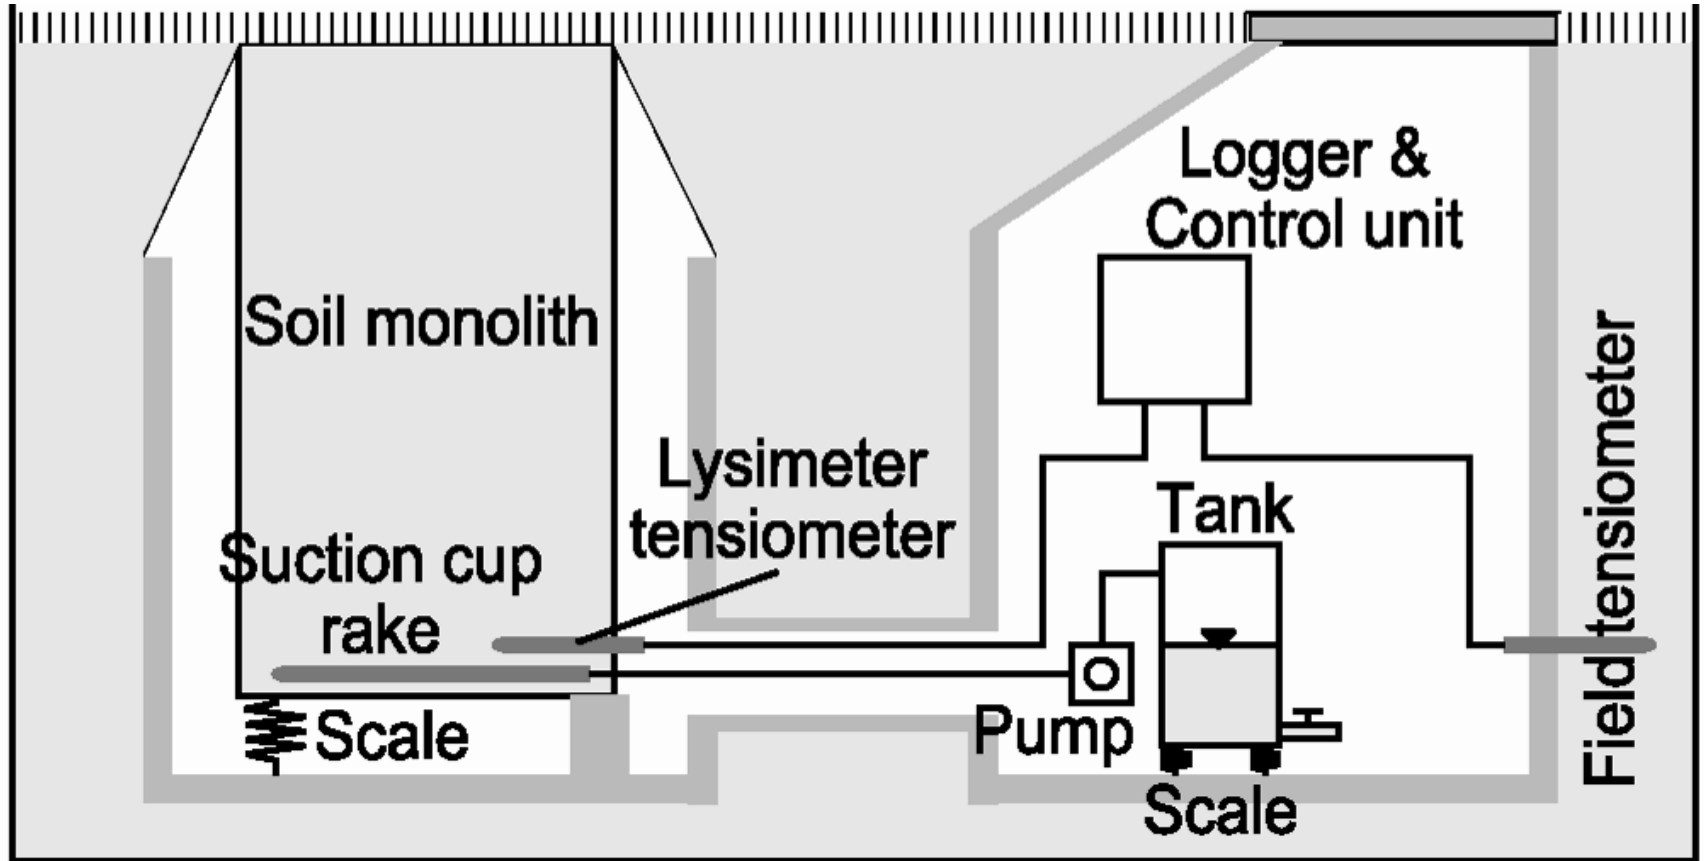 Logger &
Control unit
Soil monolith
Lysimeter
tensiometer
Tank
Suction cup
rake
Field tensiometer
Scale
Pump
Scale